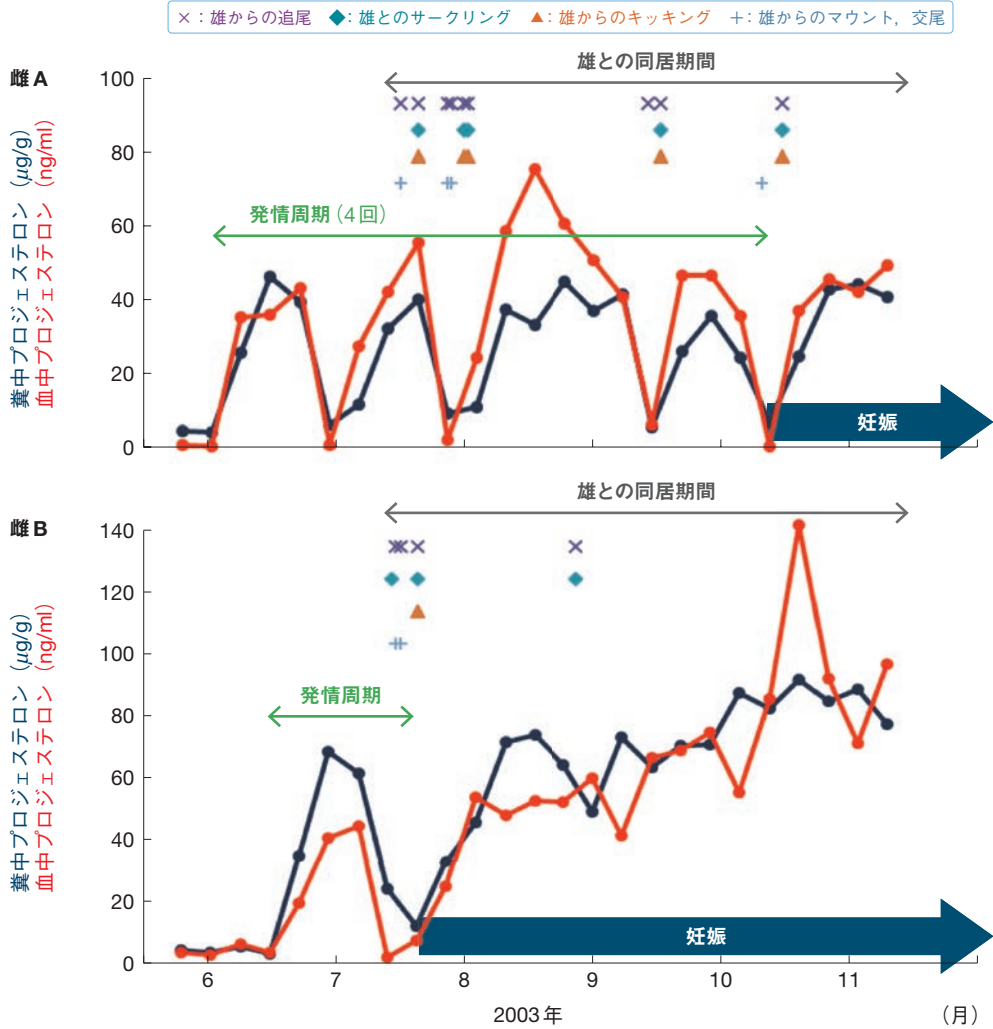 ×：雄からの追尾 ◆：雄とのサークリング ▲：雄からのキッキング ＋：雄からのマウント，交尾
雌A
雄との同居期間
糞中プロジェステロン（μg/g）
血中プロジェステロン（ng/ml）
100
80
60
40
20
0
発情周期（4回）
妊娠
雌B
雄との同居期間
糞中プロジェステロン（μg/g）
血中プロジェステロン（ng/ml）
140
120
100
80
60
40
20
0
発情周期
妊娠
6 7 8 9 10 11
2003年 （月）